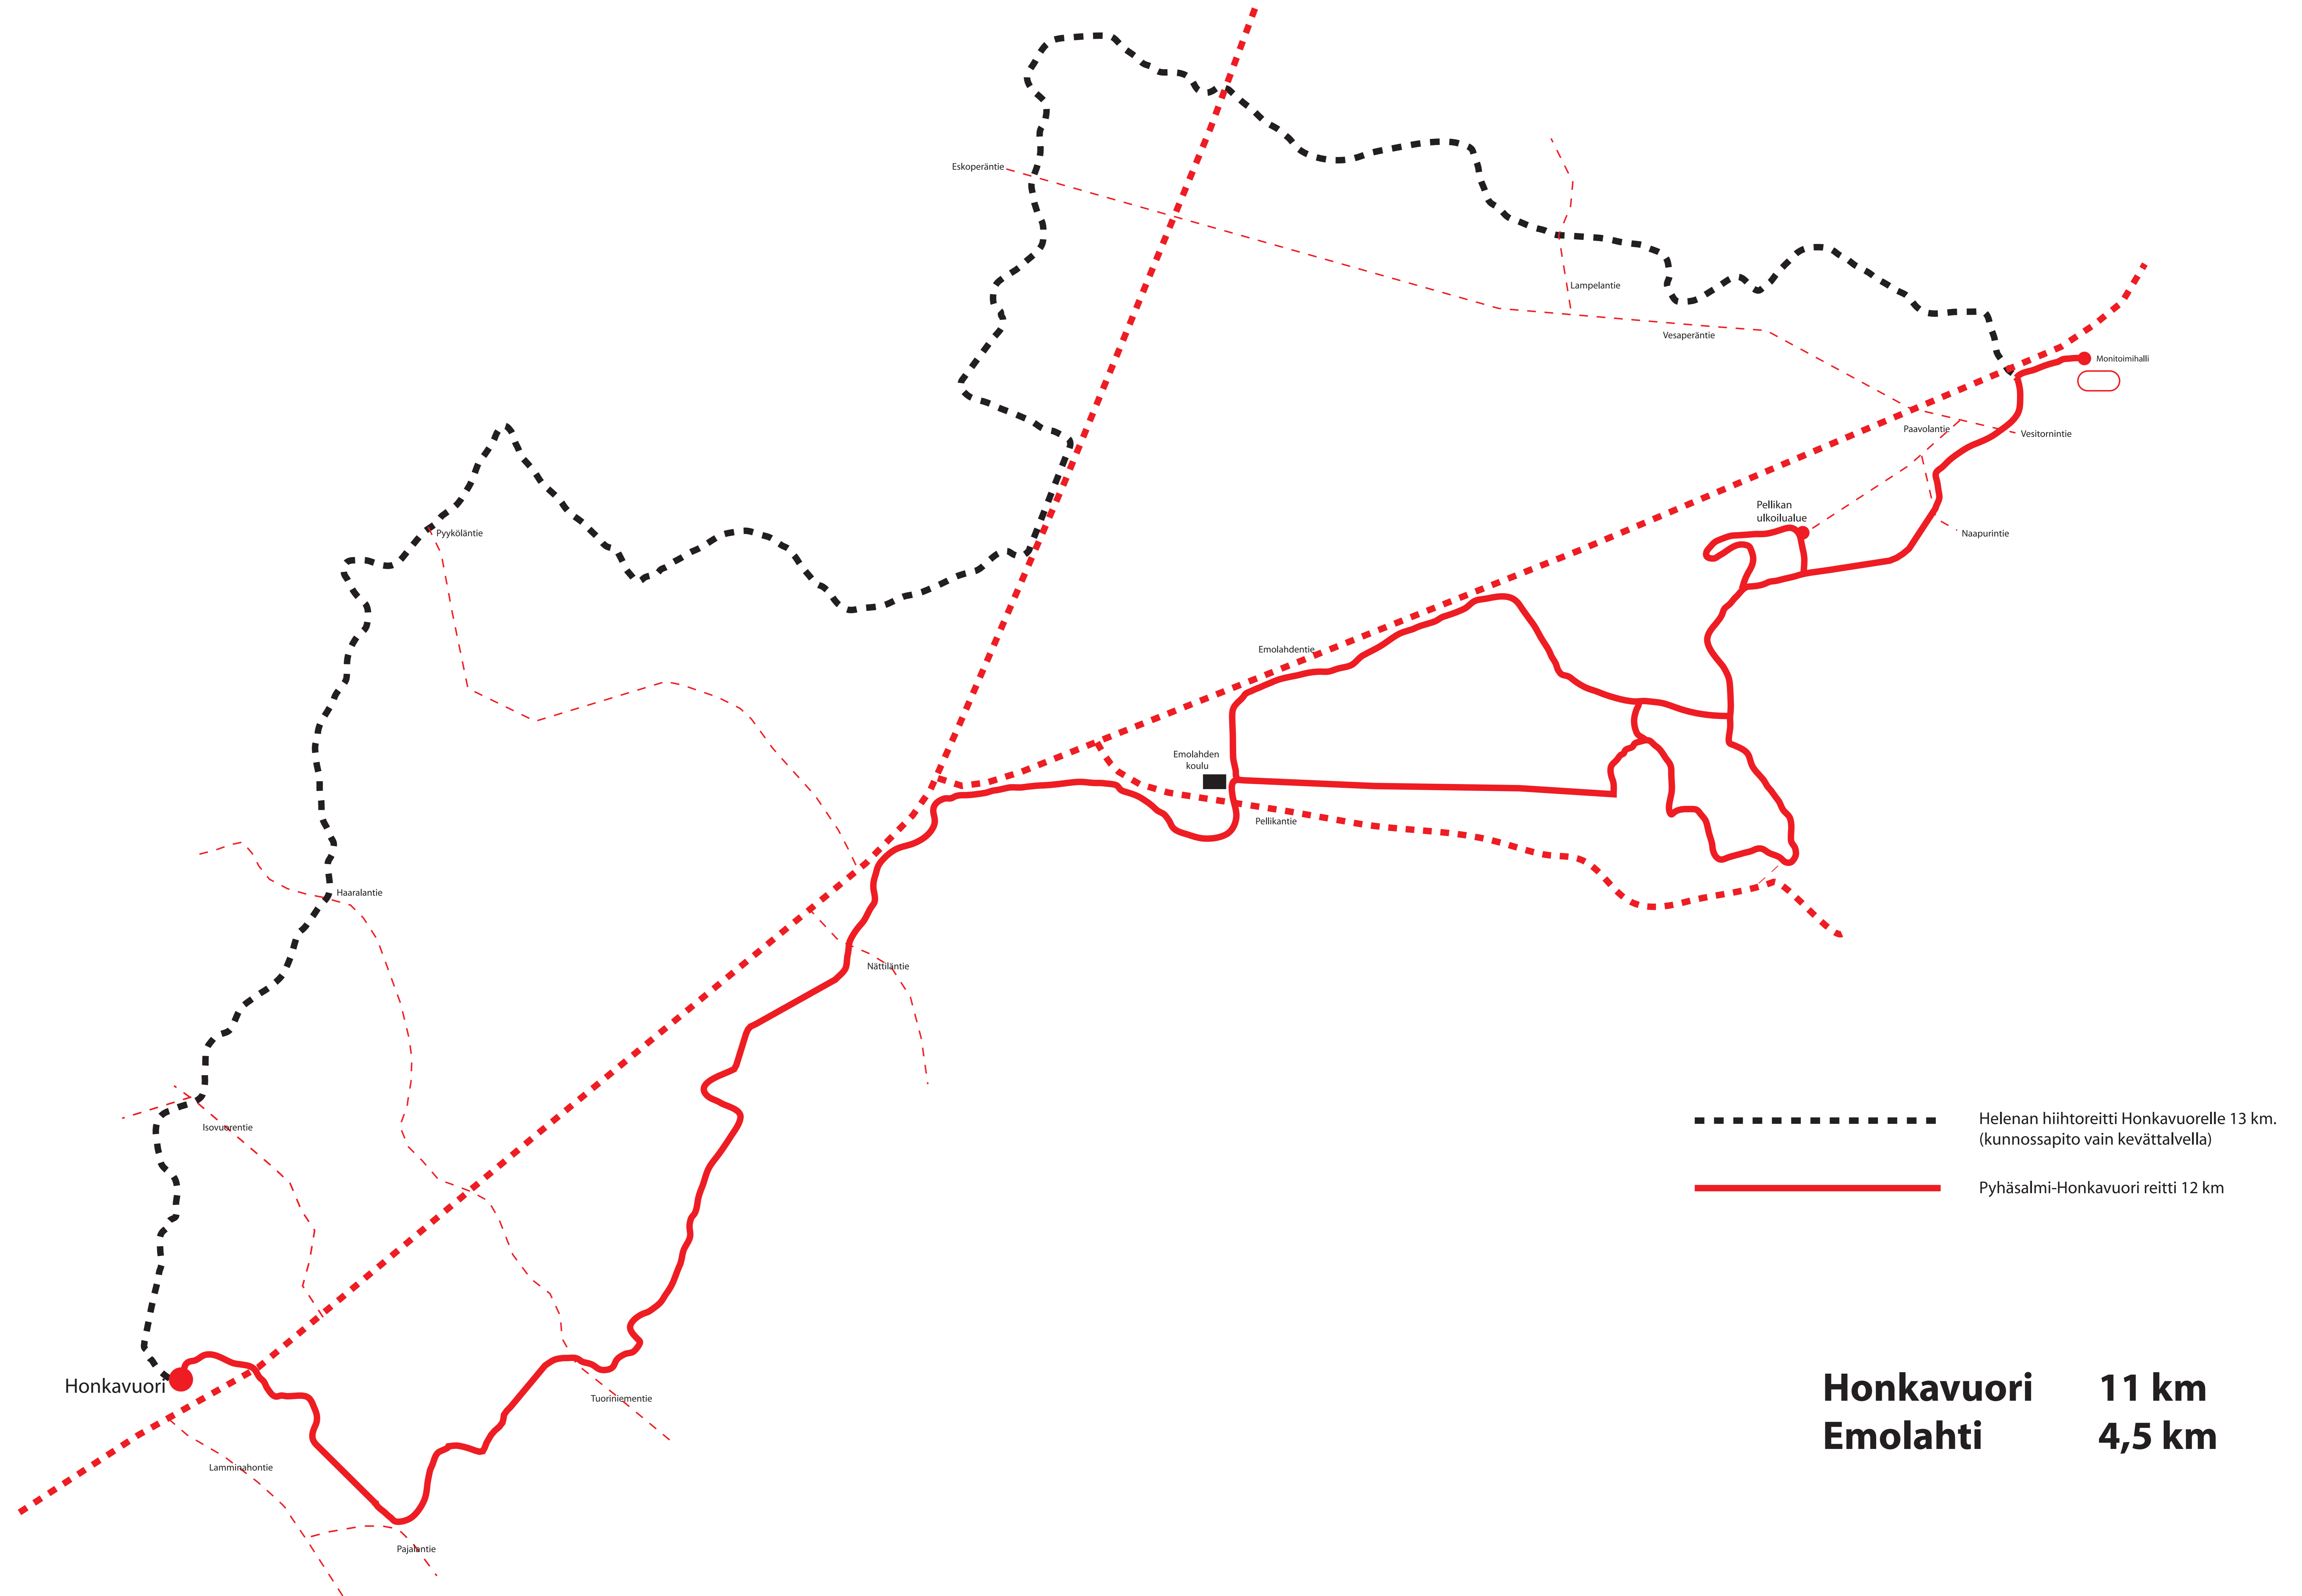 Eskoperäntie
Lampelantie
Vesaperäntie
Monitoimihalli
Paavolantie
Vesitornintie
Pellikan
ulkoilualue
Naapurintie
Pyyköläntie
Emolahdentie
Emolahden
koulu
Pellikantie
Haaralantie
Nättiläntie
Isovuorentie
Helenan hiihtoreitti Honkavuorelle 13 km.
(kunnossapito vain kevättalvella)
Pyhäsalmi-Honkavuori reitti 12 km
Honkavuori
Tuoriniementie
Lamminahontie
Pajalantie
Honkavuori 11 km
Emolahti 4,5 km